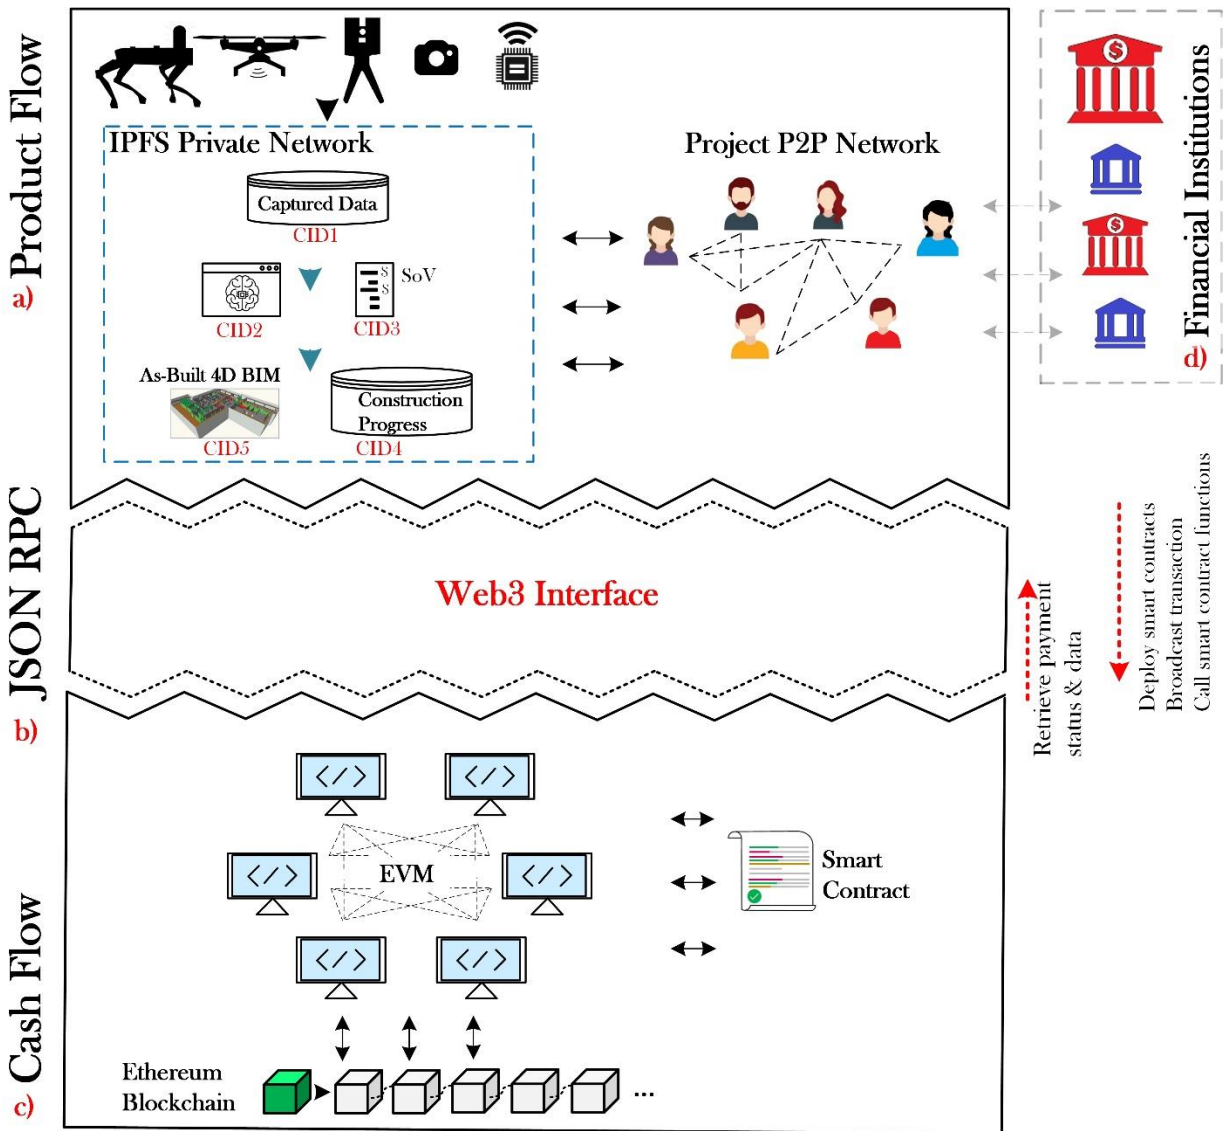 a) Product Flow
IPFS Private Network
Captured Data
CID1
CID2
S
S
SoV
CID3
As-Built 4D BIM
CID5
Construction
Progress
CID4
Project P2P Network
$
$
d) Financial Institutions
b) JSON RPC
Web3 Interface
Retrieve payment
status & data
Deploy smart contracts
Broadcast transaction
Call smart contract functions
c) Cash Flow
</>
</>
</>
EVM
</>
</>
</>
Smart
Contract
Ethereum
Blockchain
...